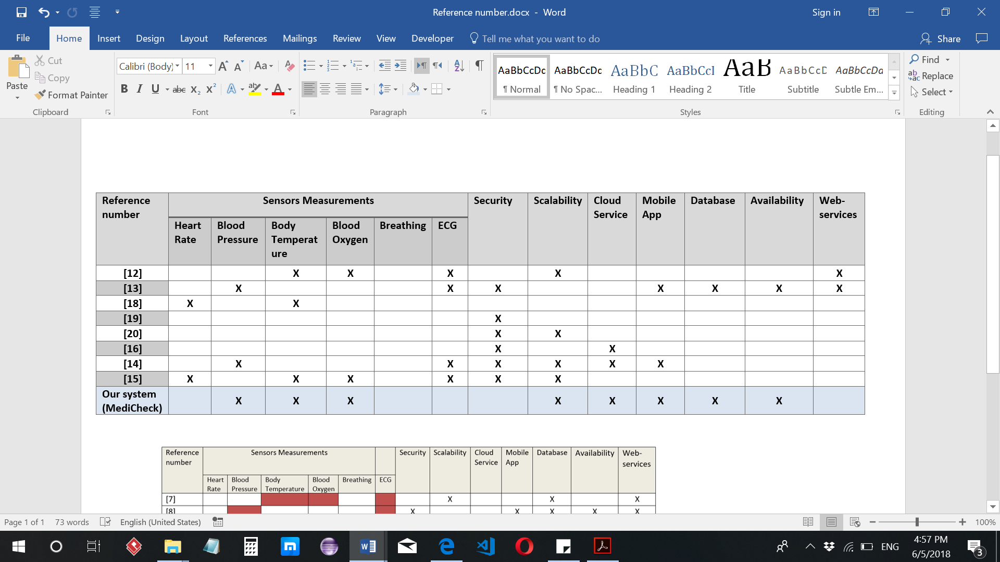 Reference number.docx - Word
Sign in
File Home Insert Design Layout References Mailings Review View Developer Tell me what you want to do Share
Paste
Cut
Copy
Format Painter
Clipboard
Calibri (Body) 11 Aa
B I U abc X₂ X² A ab A
Font
Paragraph
AaBbCcDc AaBbCcDc AaBbC AaBbCcI AaB AaBbCcD AaBbCcDa
¶ Normal ¶ No Spac... Heading 1 Heading 2 Title Subtitle Subtle Em...
Styles
Find
Replace
Select
Editing
Reference Sensors Measurements Security Scalability Cloud Mobile Database Availability Web-
number Service App services
Heart Blood Body Blood Breathing ECG
Rate Pressure Temperat Oxygen
ure
[12] X X X X X
[13] X X X X X X X
[18] X X
[19] X
[20] X X
[16] X X
[14] X X X X X X
[15] X X X X X X
Our system
(MediCheck) X X X X X X X X
Reference Sensors Measurements Security Scalability Cloud Mobile Database Availability Web-
number Service App services
Heart Blood Body Blood Breathing ECG
Rate Pressure Temperature Oxygen
[7] X X X
[8] X X X X X
Page 1 of 1 73 words English (United States) 100%
ENG
4:57 PM
6/5/2018
3